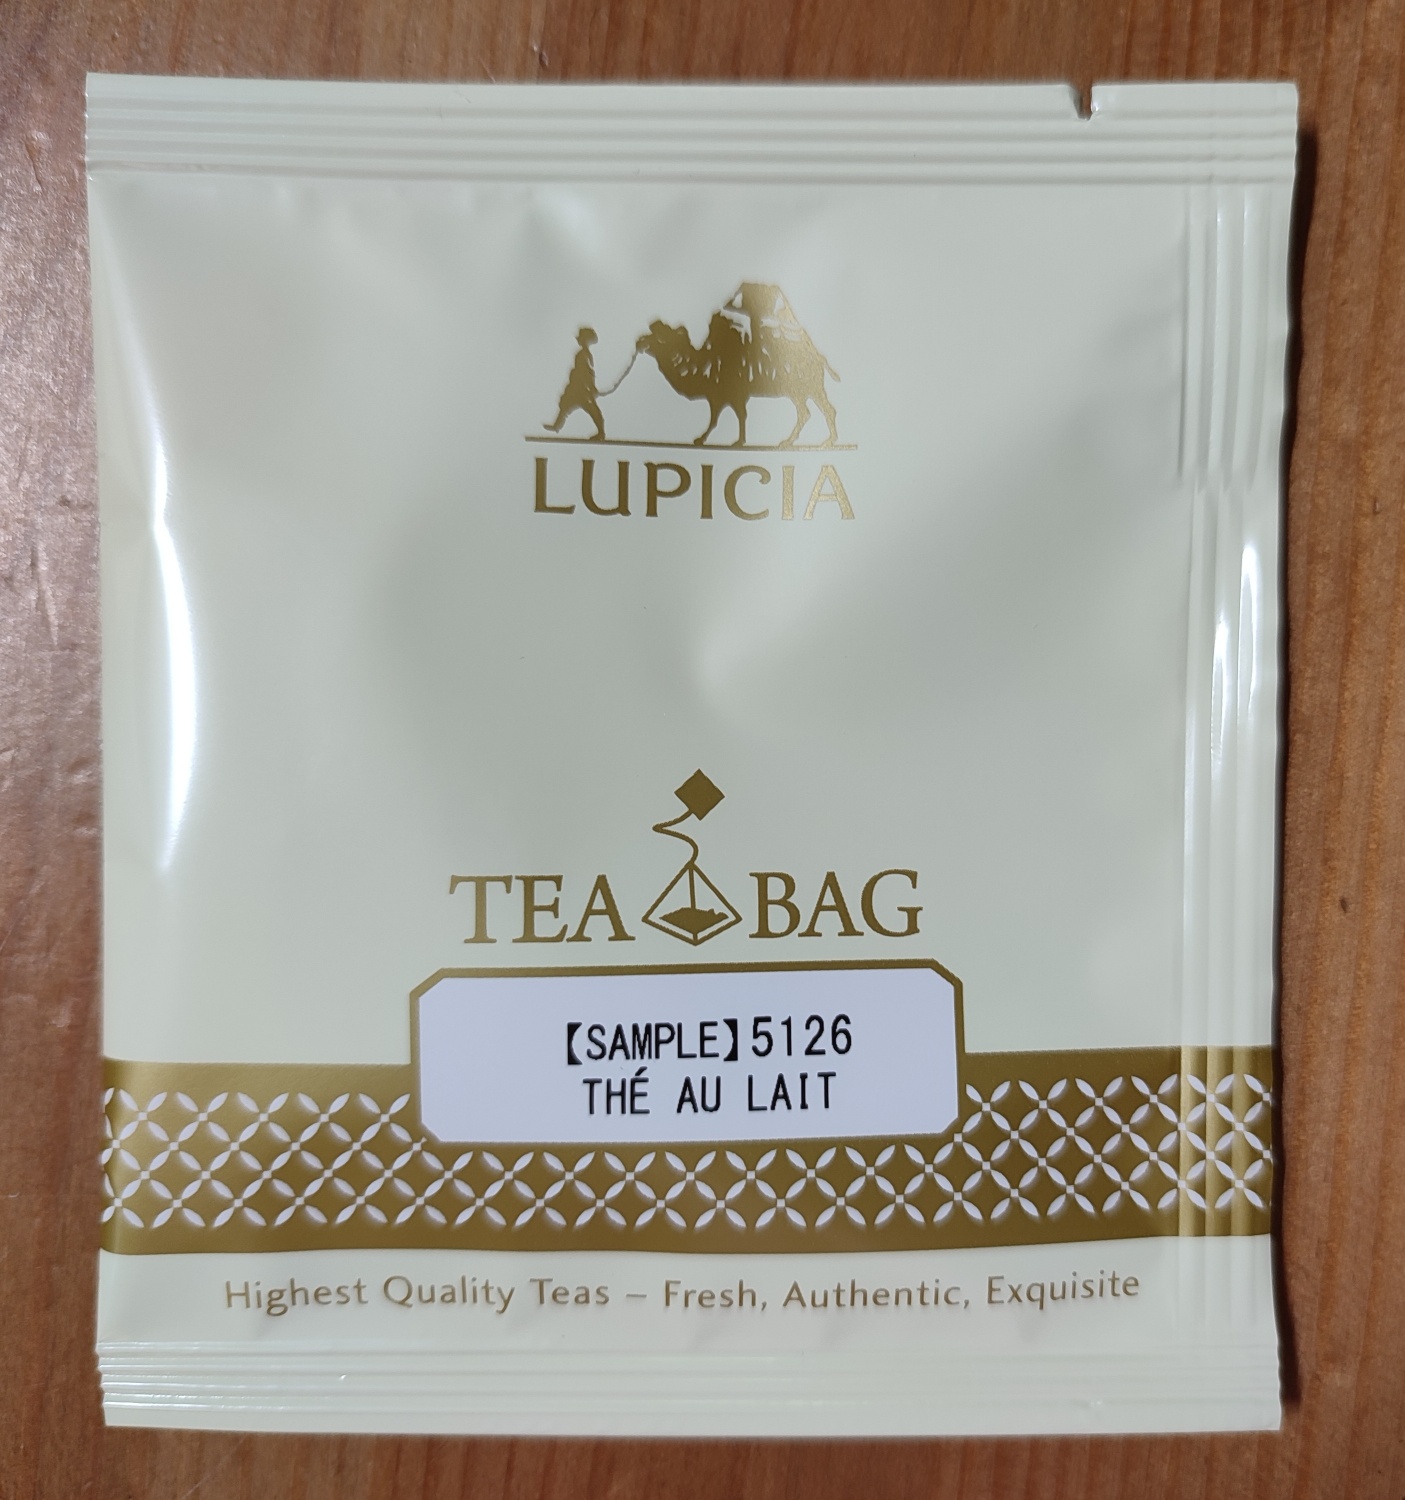 LUPICIA
TEA BAG
【SAMPLE】5126
THÉ AU LAIT
Highest Quality Teas – Fresh, Authentic, Exquisite